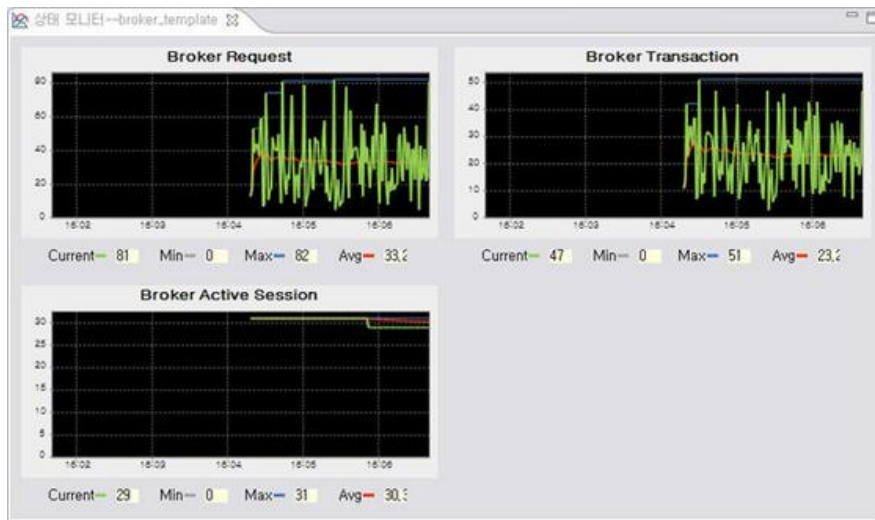 상태 모니터--broker_template
Broker Request
80
60
40
20
0
16:02 16:03 16:04 16:05 16:06
Current 81 Min 0 Max 82 Avg 33,2
Broker Transaction
50
40
30
20
10
0
16:02 16:03 16:04 16:05 16:06
Current 47 Min 0 Max 51 Avg 23,2
Broker Active Session
30
25
20
15
10
5
0
16:02 16:03 16:04 16:05 16:06
Current 29 Min 0 Max 31 Avg 30,3